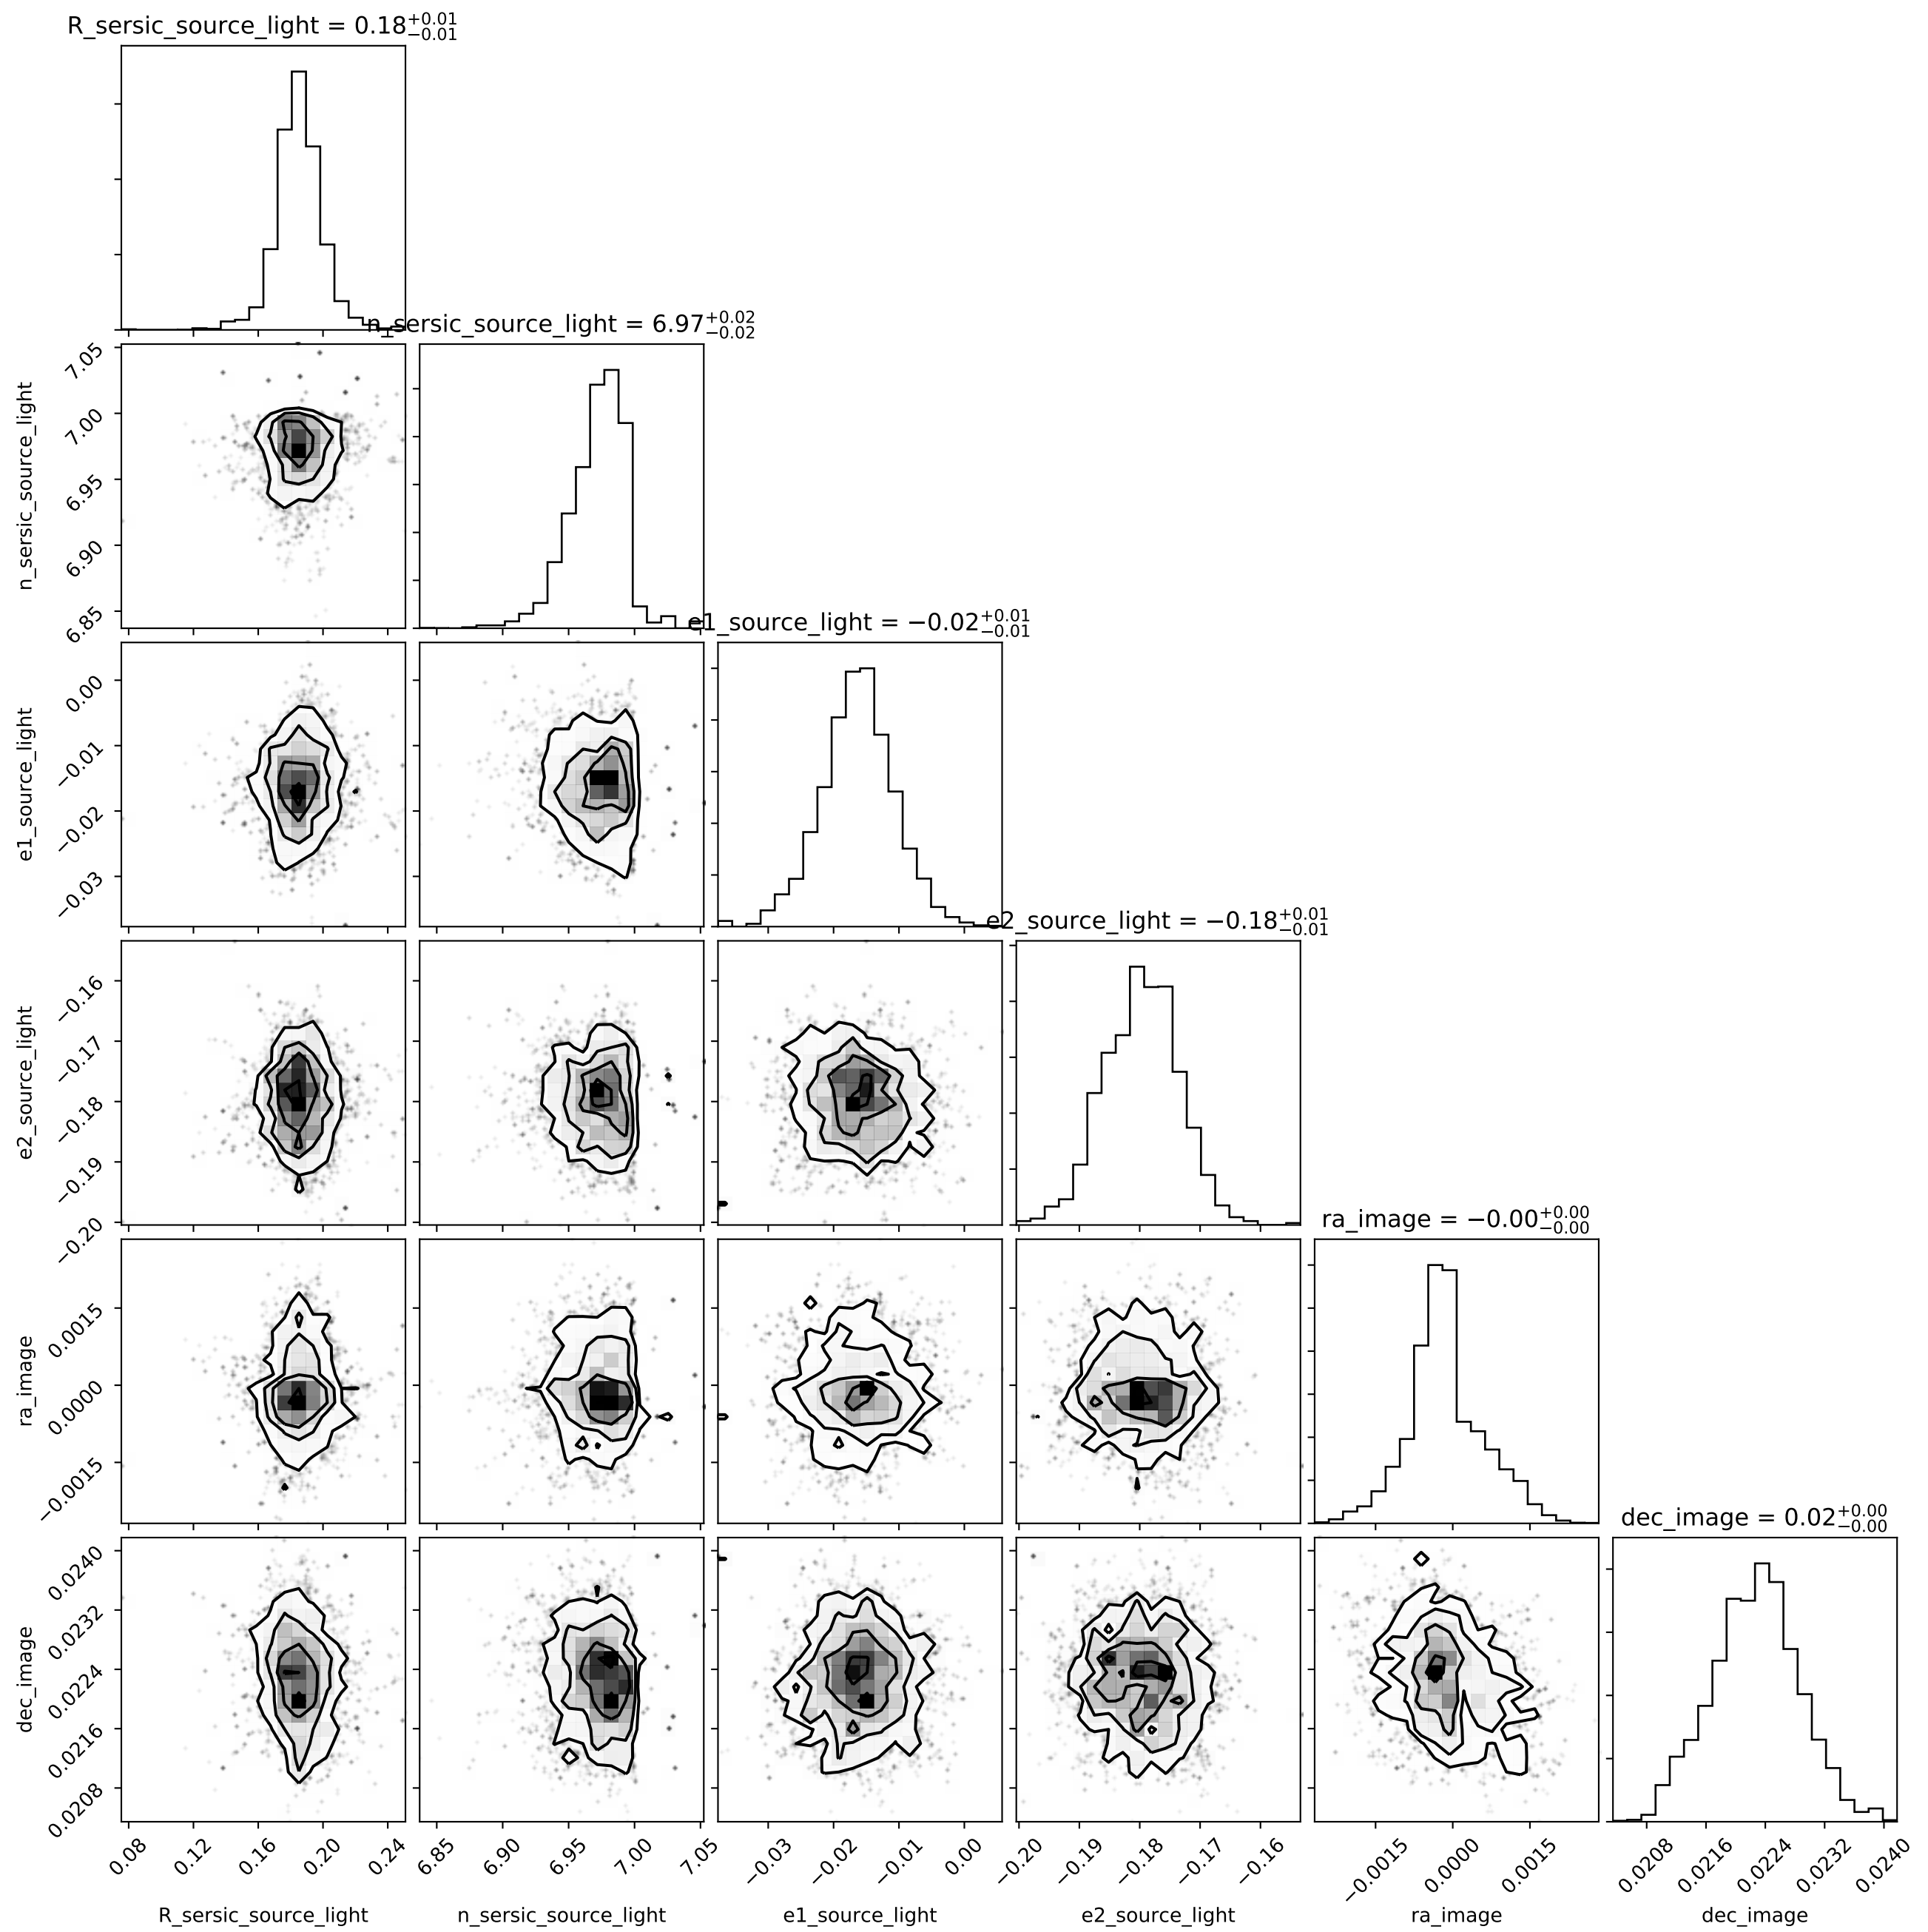 R_sersic_source_light = 0.18+0.01 −0.01
n_sersic_source_light = 6.97+0.02 −0.02
7.05
7.00
6.95
6.90
6.85
n_sersic_source_light
e1_source_light = −0.02+0.01 −0.01
0.00
−0.01
−0.02
−0.03
e1_source_light
e2_source_light = −0.18+0.01 −0.01
−0.16
−0.17
−0.18
−0.19
−0.20
e2_source_light
ra_image = −0.00+0.00 −0.00
0.0015
0.0000
−0.0015
ra_image
dec_image = 0.02+0.00 −0.00
0.0240
0.0232
0.0224
0.0216
0.0208
dec_image
0.08 0.12 0.16 0.20 0.24 6.85 6.90 6.95 7.00 7.05 −0.03 −0.02 −0.01 0.00 −0.20 −0.19 −0.18 −0.17 −0.16 −0.0015 0.0000 0.0015 0.0208 0.0216 0.0224 0.0232 0.0240
R_sersic_source_light n_sersic_source_light e1_source_light e2_source_light ra_image dec_image